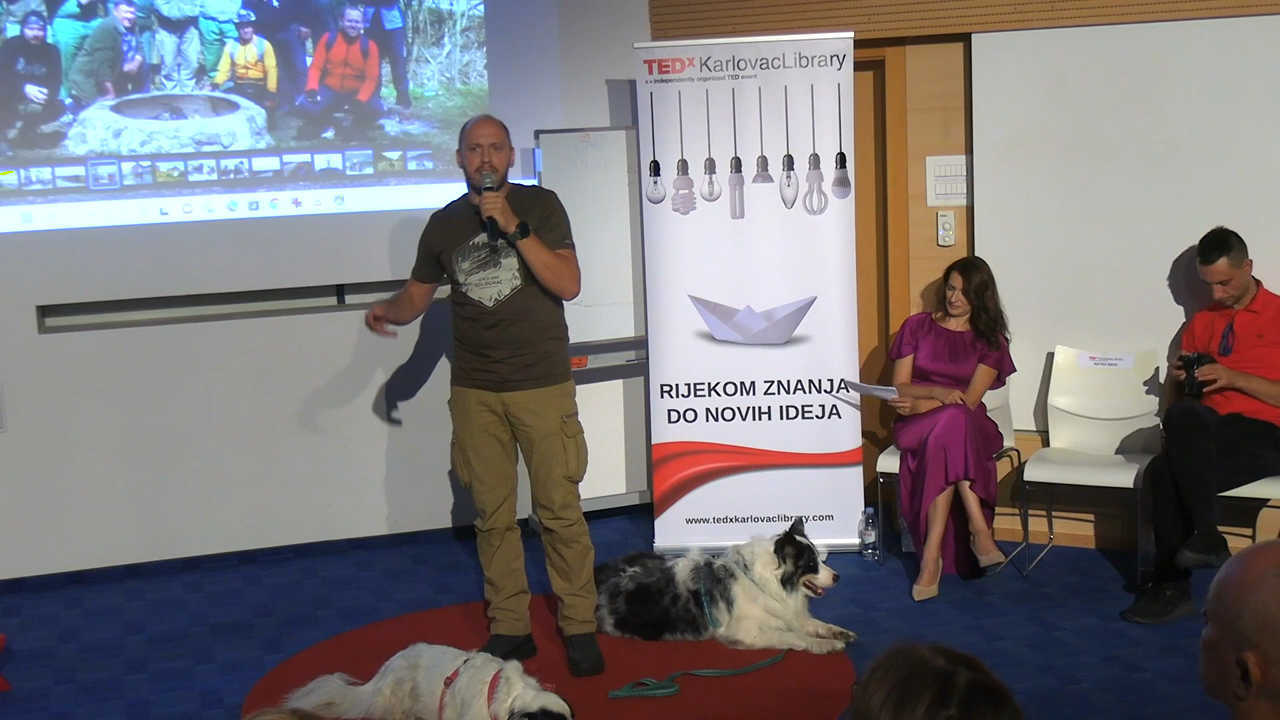 TEDx KarlovacLibrary
x = independently organized TED event
RIJEKOM ZNANJA
DO NOVIH IDEJA
www.tedxkarlovaclibrary.com